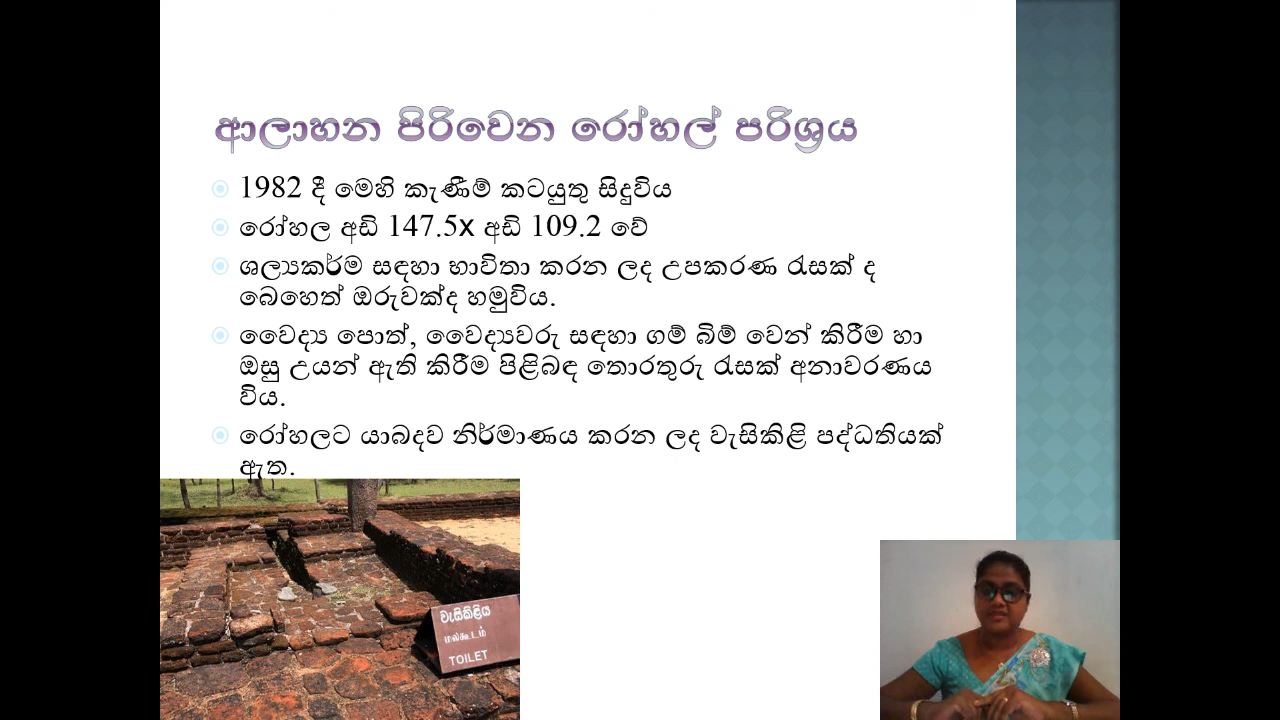 ආලාහන පිරිවෙන රෝහල් පරිශ්‍රය
1982 දී මෙහි කැණීම් කටයුතු සිදුවිය
රෝහල අඩි 147.5x අඩි 109.2 වේ
ශල්‍යකර්ම සඳහා භාවිතා කරන ලද උපකරණ රැසක් ද
බෙහෙත් ඔරුවක්ද හමුවිය.
වෛද්‍ය පොත්, වෛද්‍යවරු සඳහා ගම් බිම් වෙන් කිරීම හා
ඔසු උයන් ඇති කිරීම පිළිබඳ තොරතුරු රැසක් අනාවරණය
විය.
රෝහලට යාබදව නිර්මාණය කරන ලද වැසිකිළි පද්ධතියක්
ඇත.
වැසිකිළිය
மலகூடம்
TOILET